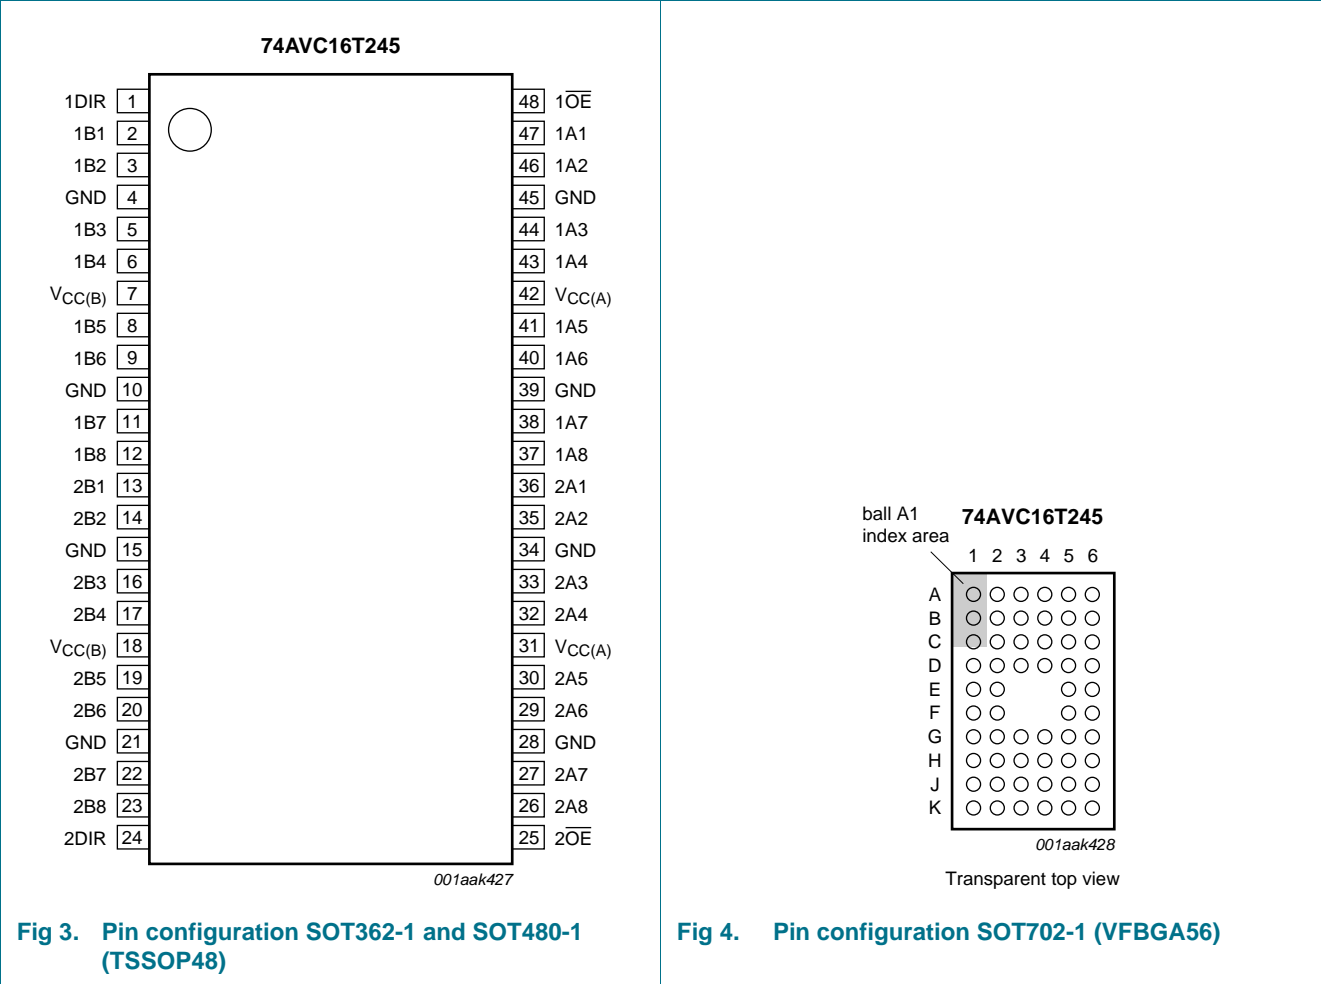 74AVC16T245
1DIR 1 48 1OE
1B1 2 47 1A1
1B2 3 46 1A2
GND 4 45 GND
1B3 5 44 1A3
1B4 6 43 1A4
VCC(B) 7 42 VCC(A)
1B5 8 41 1A5
1B6 9 40 1A6
GND 10 39 GND
1B7 11 38 1A7
1B8 12 37 1A8
2B1 13 36 2A1
2B2 14 35 2A2
GND 15 34 GND
2B3 16 33 2A3
2B4 17 32 2A4
VCC(B) 18 31 VCC(A)
2B5 19 30 2A5
2B6 20 29 2A6
GND 21 28 GND
2B7 22 27 2A7
2B8 23 26 2A8
2DIR 24 25 2OE
001aak427
Fig 3. Pin configuration SOT362-1 and SOT480-1
(TSSOP48)
ball A1
index area
74AVC16T245
1 2 3 4 5 6
A
B
C
D
E
F
G
H
J
K
001aak428
Transparent top view
Fig 4. Pin configuration SOT702-1 (VFBGA56)